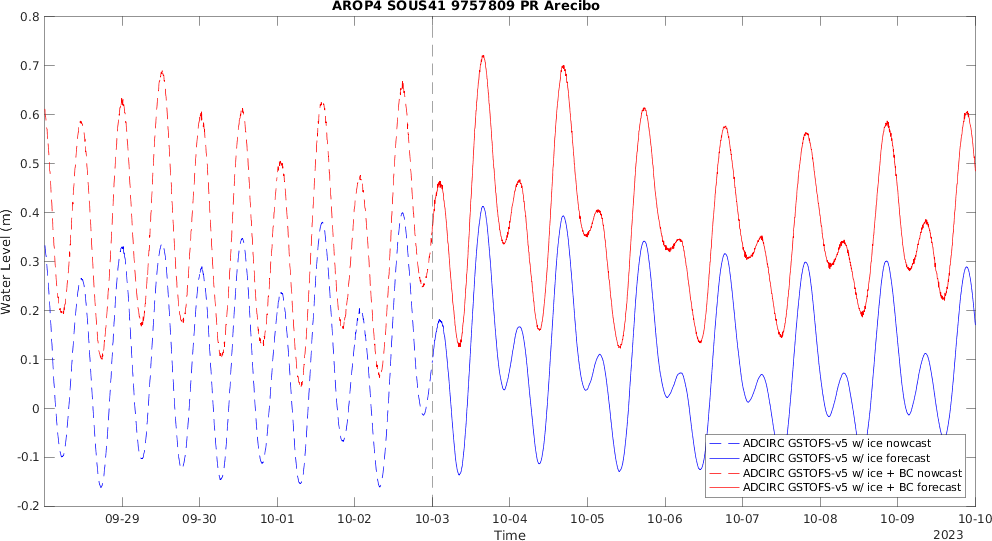 AROP4 SOUS41 9757809 PR Arecibo
0.8
0.7
0.6
0.5
0.4
0.3
0.2
0.1
0
-0.1
-0.2
Water Level (m)
ADCIRC GSTOFS-v5 w/ ice nowcast
ADCIRC GSTOFS-v5 w/ ice forecast
ADCIRC GSTOFS-v5 w/ ice + BC nowcast
ADCIRC GSTOFS-v5 w/ ice + BC forecast
09-29 09-30 10-01 10-02 10-03 10-04 10-05 10-06 10-07 10-08 10-09 10-10
Time
2023